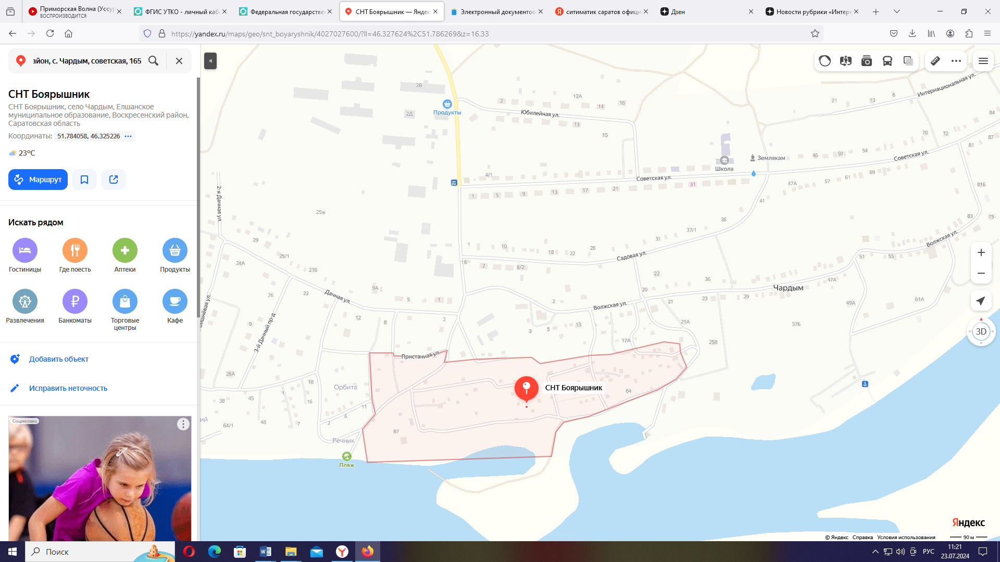 Приморская Волна (Уссур
ВОСПРОИЗВОДИТСЯ
ФГИС УТКО - личный каб
Федеральная государстве
СНТ Боярышник — Яндек
Электронный документоо
ситиматик саратов офиц
Дзен
Новости рубрики «Интере
https://yandex.ru/maps/geo/snt_boyaryshnik/4027027600/?ll=46.327624%2C51.786269&z=16.33
айон, с. Чардым, советская, 165
СНТ Боярышник
СНТ Боярышник, село Чардым, Елшанское
муниципальное образование, Воскресенский район,
Саратовская область
Координаты: 51.784058, 46.325226
23°C
Маршрут
Искать рядом
Гостиницы
Где поесть
Аптеки
Продукты
Развлечения
Банкоматы
Торговые
центры
Кафе
Добавить объект
Исправить неточность
Соцреклама
2В
2Д
Продукты
2
12А
14
16
Юбилейная ул.
13
15
Интернациональная ул.
21
13
6
84
70
72
87
81
Школа
Землякам
46
50
54
Советская ул.
69
61
57
47А
4/1
Советская ул.
1
5
9
13
17
21
31
41
81Б
83
75
2-я Дачная ул.
25ж
36
37/1
31
29
25/1
24А
21Б
1
10
18
22
26
Садовая ул.
1Б
2
8/2
22
20
36
Волжская ул.
51
55
47А
Чардым
26
22
Дачная ул.
9А
5
1
2
2
Волжская ул.
21
23
29
49А
61А
Вишнёвая ул.
9
3-й Дачный пр-д
12
8
3
5
13
21А
17А
25В
37Б
Пристанная ул.
26А
18
Орбита
СНТ Боярышник
64
38
45
1
16
11
6
ий
64/1
48
7
2
87
Речник
Пляж
3D
Яндекс
© Яндекс Справка Условия использования
90 м
Поиск
РУС
11:21
23.07.2024